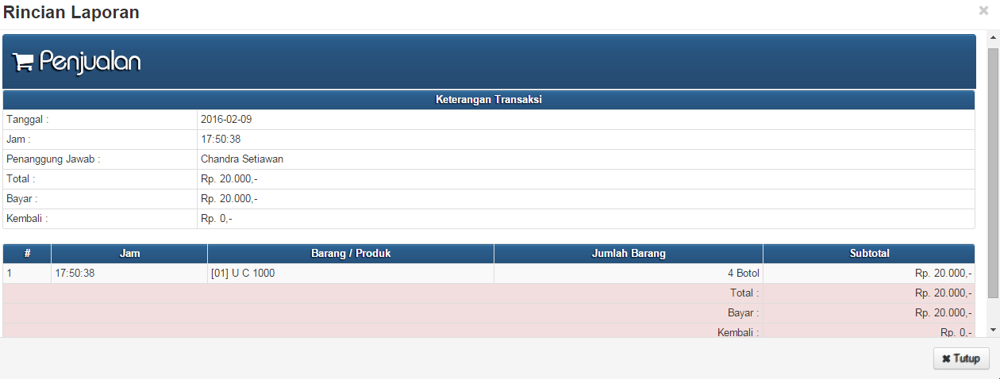 Rincian Laporan
×
Penjualan
Keterangan Transaksi
Tanggal : 2016-02-09
Jam : 17:50:38
Penanggung Jawab : Chandra Setiawan
Total : Rp. 20.000,-
Bayar : Rp. 20.000,-
Kembali : Rp. 0,-
# Jam Barang / Produk Jumlah Barang Subtotal
1 17:50:38 [01] U C 1000 4 Botol Rp. 20.000,-
Total : Rp. 20.000,-
Bayar : Rp. 20.000,-
Kembali : Rp. 0,-
✖ Tutup